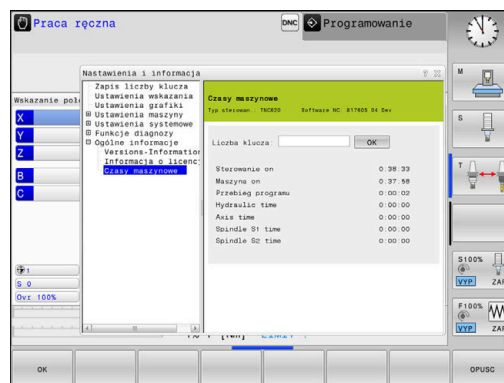 Praca ręczna
DNC
Programowanie
Nastawienia i informacja
? 
Wskazanie poł
X
Y
Z
B
C
1
S 0
Ovr 100%
Zapis liczby klucza
Ustawienia wskazania
Ustawienia grafiki
Ustawienia maszyny
Ustawienia systemowe
Funkcje diagnozy
Ogólne informacje
Versions-Information
Informacja o licenc
Czasy maszynowe
Czasy maszynowe
Typ sterowan.: TNC620 Software NC: 817605 04 Dev
Liczba klucza:
OK
Sterowanie on 0:38:33
Maszyna on 0:37:58
Przebieg programu 0:00:02
Hydraulic time 0:00:00
Axis time 0:00:00
Spindle S1 time 0:00:00
Spindle S2 time 0:00:00
M
S
T
S100%
VYP ZAP
F100%
VYP ZAP
OK
OPUSC